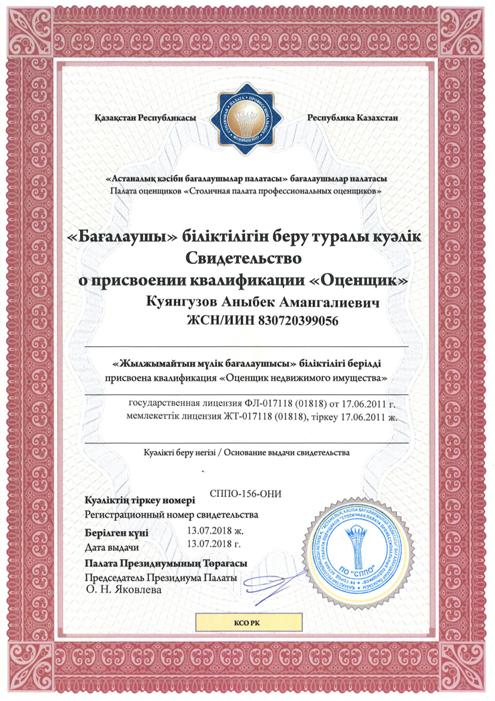 Қазақстан Республикасы
Республика Казахстан
«Астаналық кәсіби бағалаушылар палатасы» бағалаушылар палатасы
Палата оценщиков «Столичная палата профессиональных оценщиков»
«Бағалаушы» біліктілігін беру туралы куәлік
Свидетельство
о присвоении квалификации «Оценщик»
Куянгузов Аныбек Амангалиевич
ЖСН/ИИН 830720399056
«Жылжымайтын мүлік бағалаушысы» біліктілігі берілді
присвоена квалификация «Оценщик недвижимого имущества»
государственная лицензия ФЛ-017118 (01818) от 17.06.2011 г.
мемлекеттік лицензия ЖТ-017118 (01818), тіркеу 17.06.2011 ж.
Куәлікті беру негізі / Основание выдачи свидетельства
Куәліктің тіркеу номері
СППО-156-ОНИ
Регистрационный номер свидетельства
Берілген күні 13.07.2018 ж.
Дата выдачи 13.07.2018 г.
Палата Президиумының Төрағасы
Председатель Президиума Палаты
О. Н. Яковлева
ПО "СППО"
КСО РК